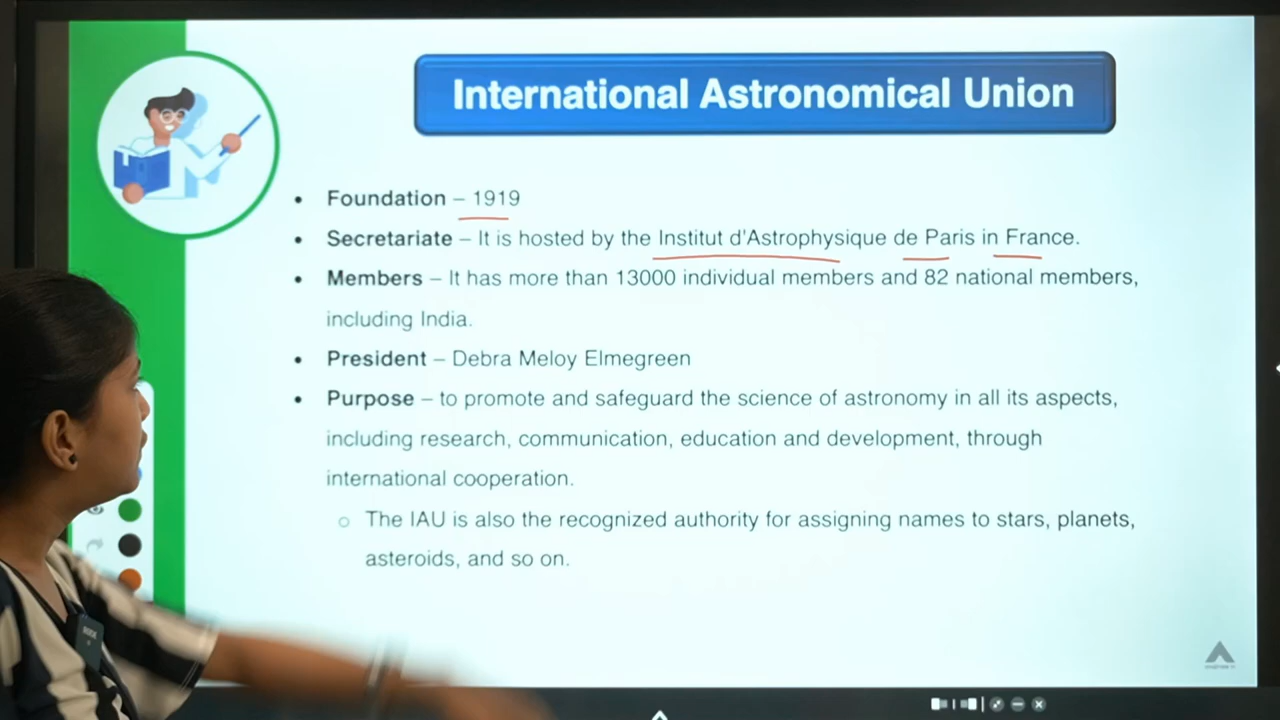 International Astronomical Union
• Foundation – 1919
• Secretariate – It is hosted by the Institut d'Astrophysique de Paris in France.
• Members – It has more than 13000 individual members and 82 national members,
including India.
• President – Debra Meloy Elmegreen
• Purpose – to promote and safeguard the science of astronomy in all its aspects,
including research, communication, education and development, through
international cooperation.
○ The IAU is also the recognized authority for assigning names to stars, planets,
asteroids, and so on.